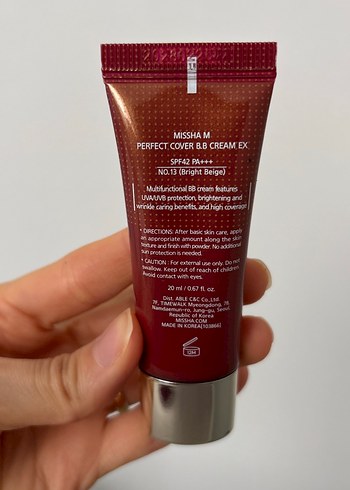 MISSHA M
PERFECT COVER B.B CREAM EX
SPF42 PA+++
NO.13 (Bright Beige)
Multifunctional BB cream features
UVA/UVB protection, brightening and
wrinkle caring benefits, and high coverage
• DIRECTIONS: After basic skin care, apply
an appropriate amount along the skin
texture and finish with powder. No additional
sun protection is needed.
• CAUTION : For external use only. Do not
swallow. Keep out of reach of children.
Avoid contact with eyes.
20 ml / 0.67 fl. oz.
Dist. ABLE C&C Co.,Ltd.
7F, TIMEWALK Myeongdong, 78,
Namdaemun-ro, Jung-gu, Seoul,
Republic of Korea
MISSHA.COM
MADE IN KOREA[103866]
12M